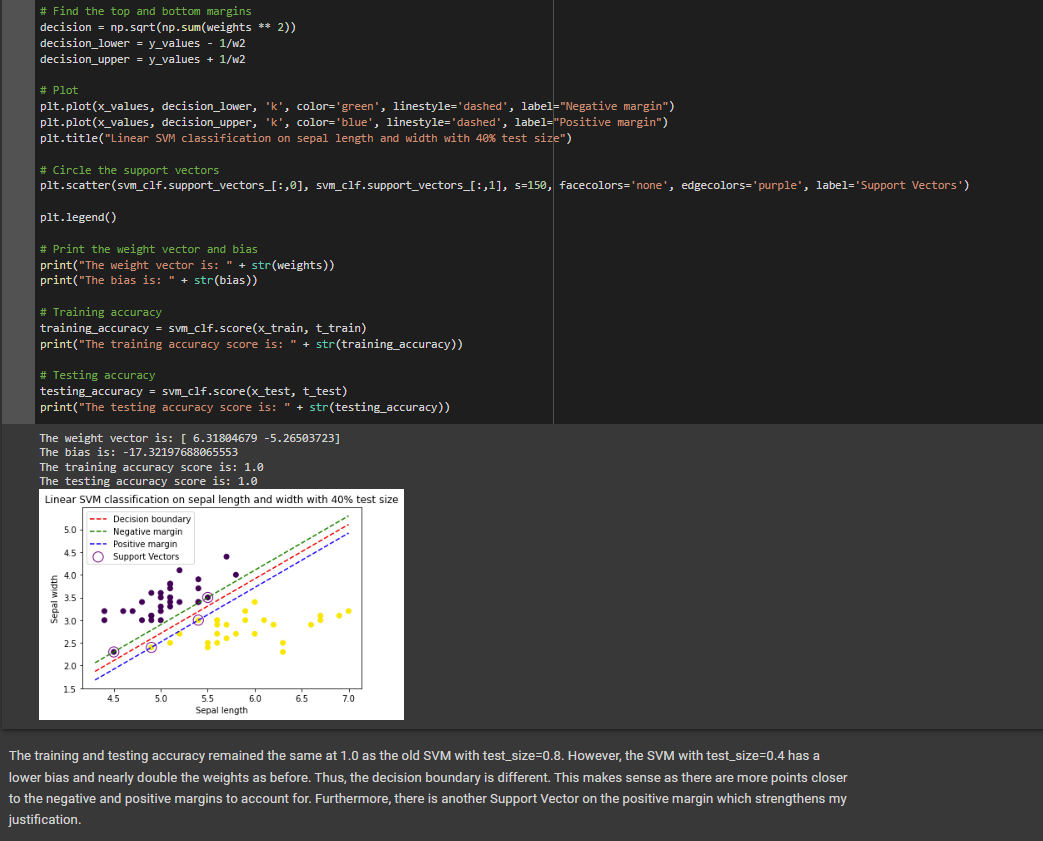 # Find the top and bottom margins
decision = np.sqrt(np.sum(weights ** 2))
decision_lower = y_values - 1/w2
decision_upper = y_values + 1/w2
# Plot
plt.plot(x_values, decision_lower, 'k', color='green', linestyle='dashed', label="Negative margin")
plt.plot(x_values, decision_upper, 'k', color='blue', linestyle='dashed', label="Positive margin")
plt.title("Linear SVM classification on sepal length and width with 40% test size")
# Circle the support vectors
plt.scatter(svm_clf.support_vectors_[:,0], svm_clf.support_vectors_[:,1], s=150, facecolors='none', edgecolors='purple', label='Support Vectors')
plt.legend()
# Print the weight vector and bias
print("The weight vector is: " + str(weights))
print("The bias is: " + str(bias))
# Training accuracy
training_accuracy = svm_clf.score(x_train, t_train)
print("The training accuracy score is: " + str(training_accuracy))
# Testing accuracy
testing_accuracy = svm_clf.score(x_test, t_test)
print("The testing accuracy score is: " + str(testing_accuracy))
The weight vector is: [ 6.31804679 -5.26503723]
The bias is: -17.32197688065553
The training accuracy score is: 1.0
The testing accuracy score is: 1.0
Linear SVM classification on sepal length and width with 40% test size
Decision boundary
Negative margin
Positive margin
Support Vectors
5.0
4.5
4.0
3.5
3.0
2.5
2.0
1.5
Sepal width
4.5 5.0 5.5 6.0 6.5 7.0
Sepal length
The training and testing accuracy remained the same at 1.0 as the old SVM with test_size=0.8. However, the SVM with test_size=0.4 has a
lower bias and nearly double the weights as before. Thus, the decision boundary is different. This makes sense as there are more points closer
to the negative and positive margins to account for. Furthermore, there is another Support Vector on the positive margin which strengthens my
justification.